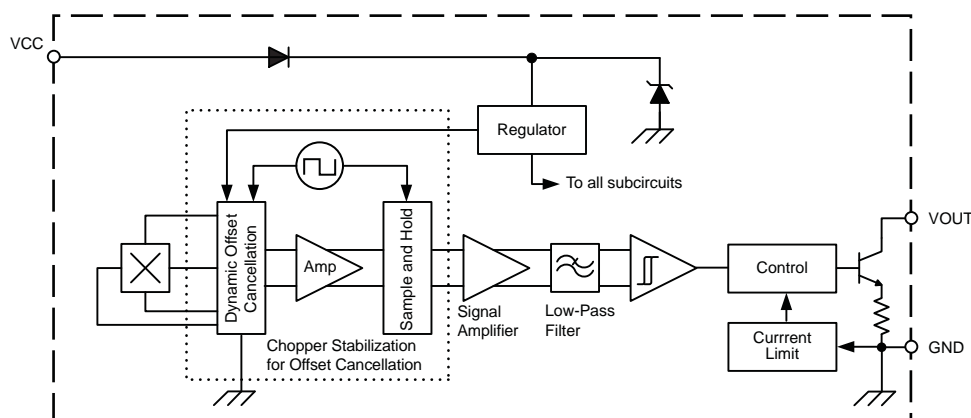 VCC
Regulator
To all subcircuits
Dynamic Offset
Cancellation
Amp
Sample and Hold
Chopper Stabilization
for Offset Cancellation
Signal
Amplifier
Low-Pass
Filter
Control
Currrent
Limit
VOUT
GND